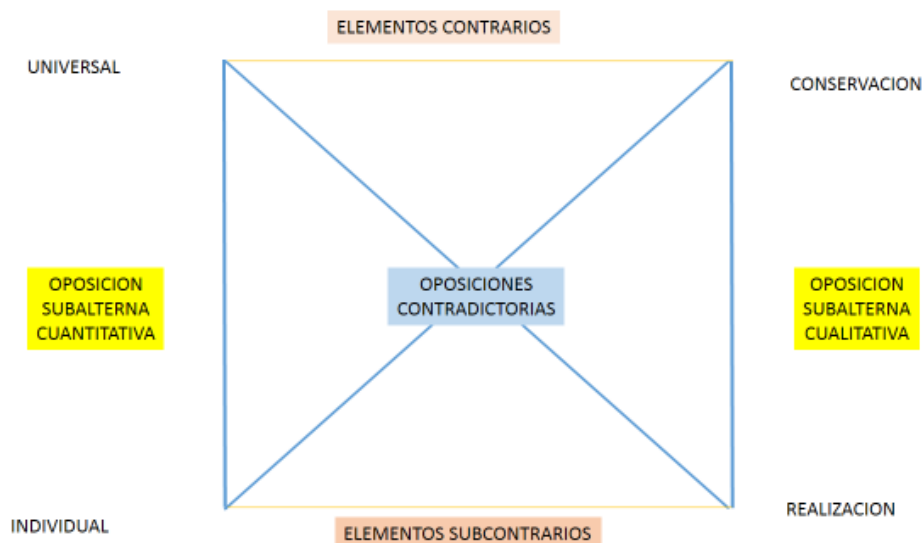 ELEMENTOS CONTRARIOS
UNIVERSAL
CONSERVACION
OPOSICION
SUBALTERNA
CUANTITATIVA
OPOSICIONES
CONTRADICTORIAS
OPOSICION
SUBALTERNA
CUALITATIVA
INDIVIDUAL
ELEMENTOS SUBCONTRARIOS
REALIZACION